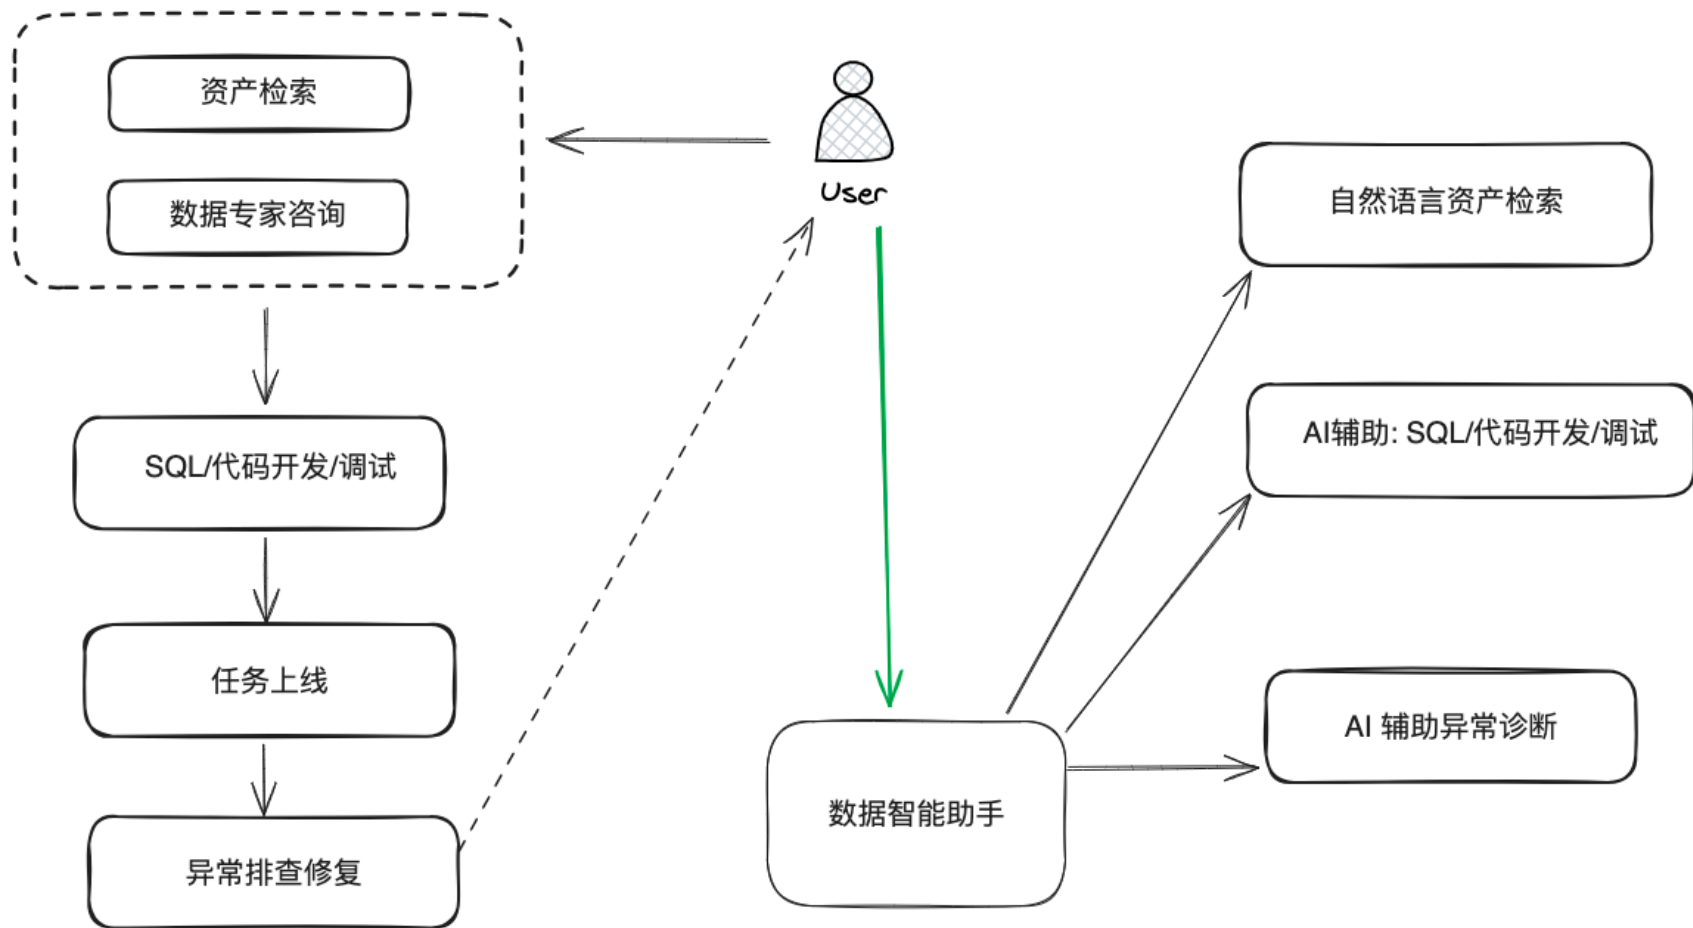 资产检索
数据专家咨询
User
自然语言资产检索
SQL/代码开发/调试
AI辅助: SQL/代码开发/调试
任务上线
AI 辅助异常诊断
数据智能助手
异常排查修复